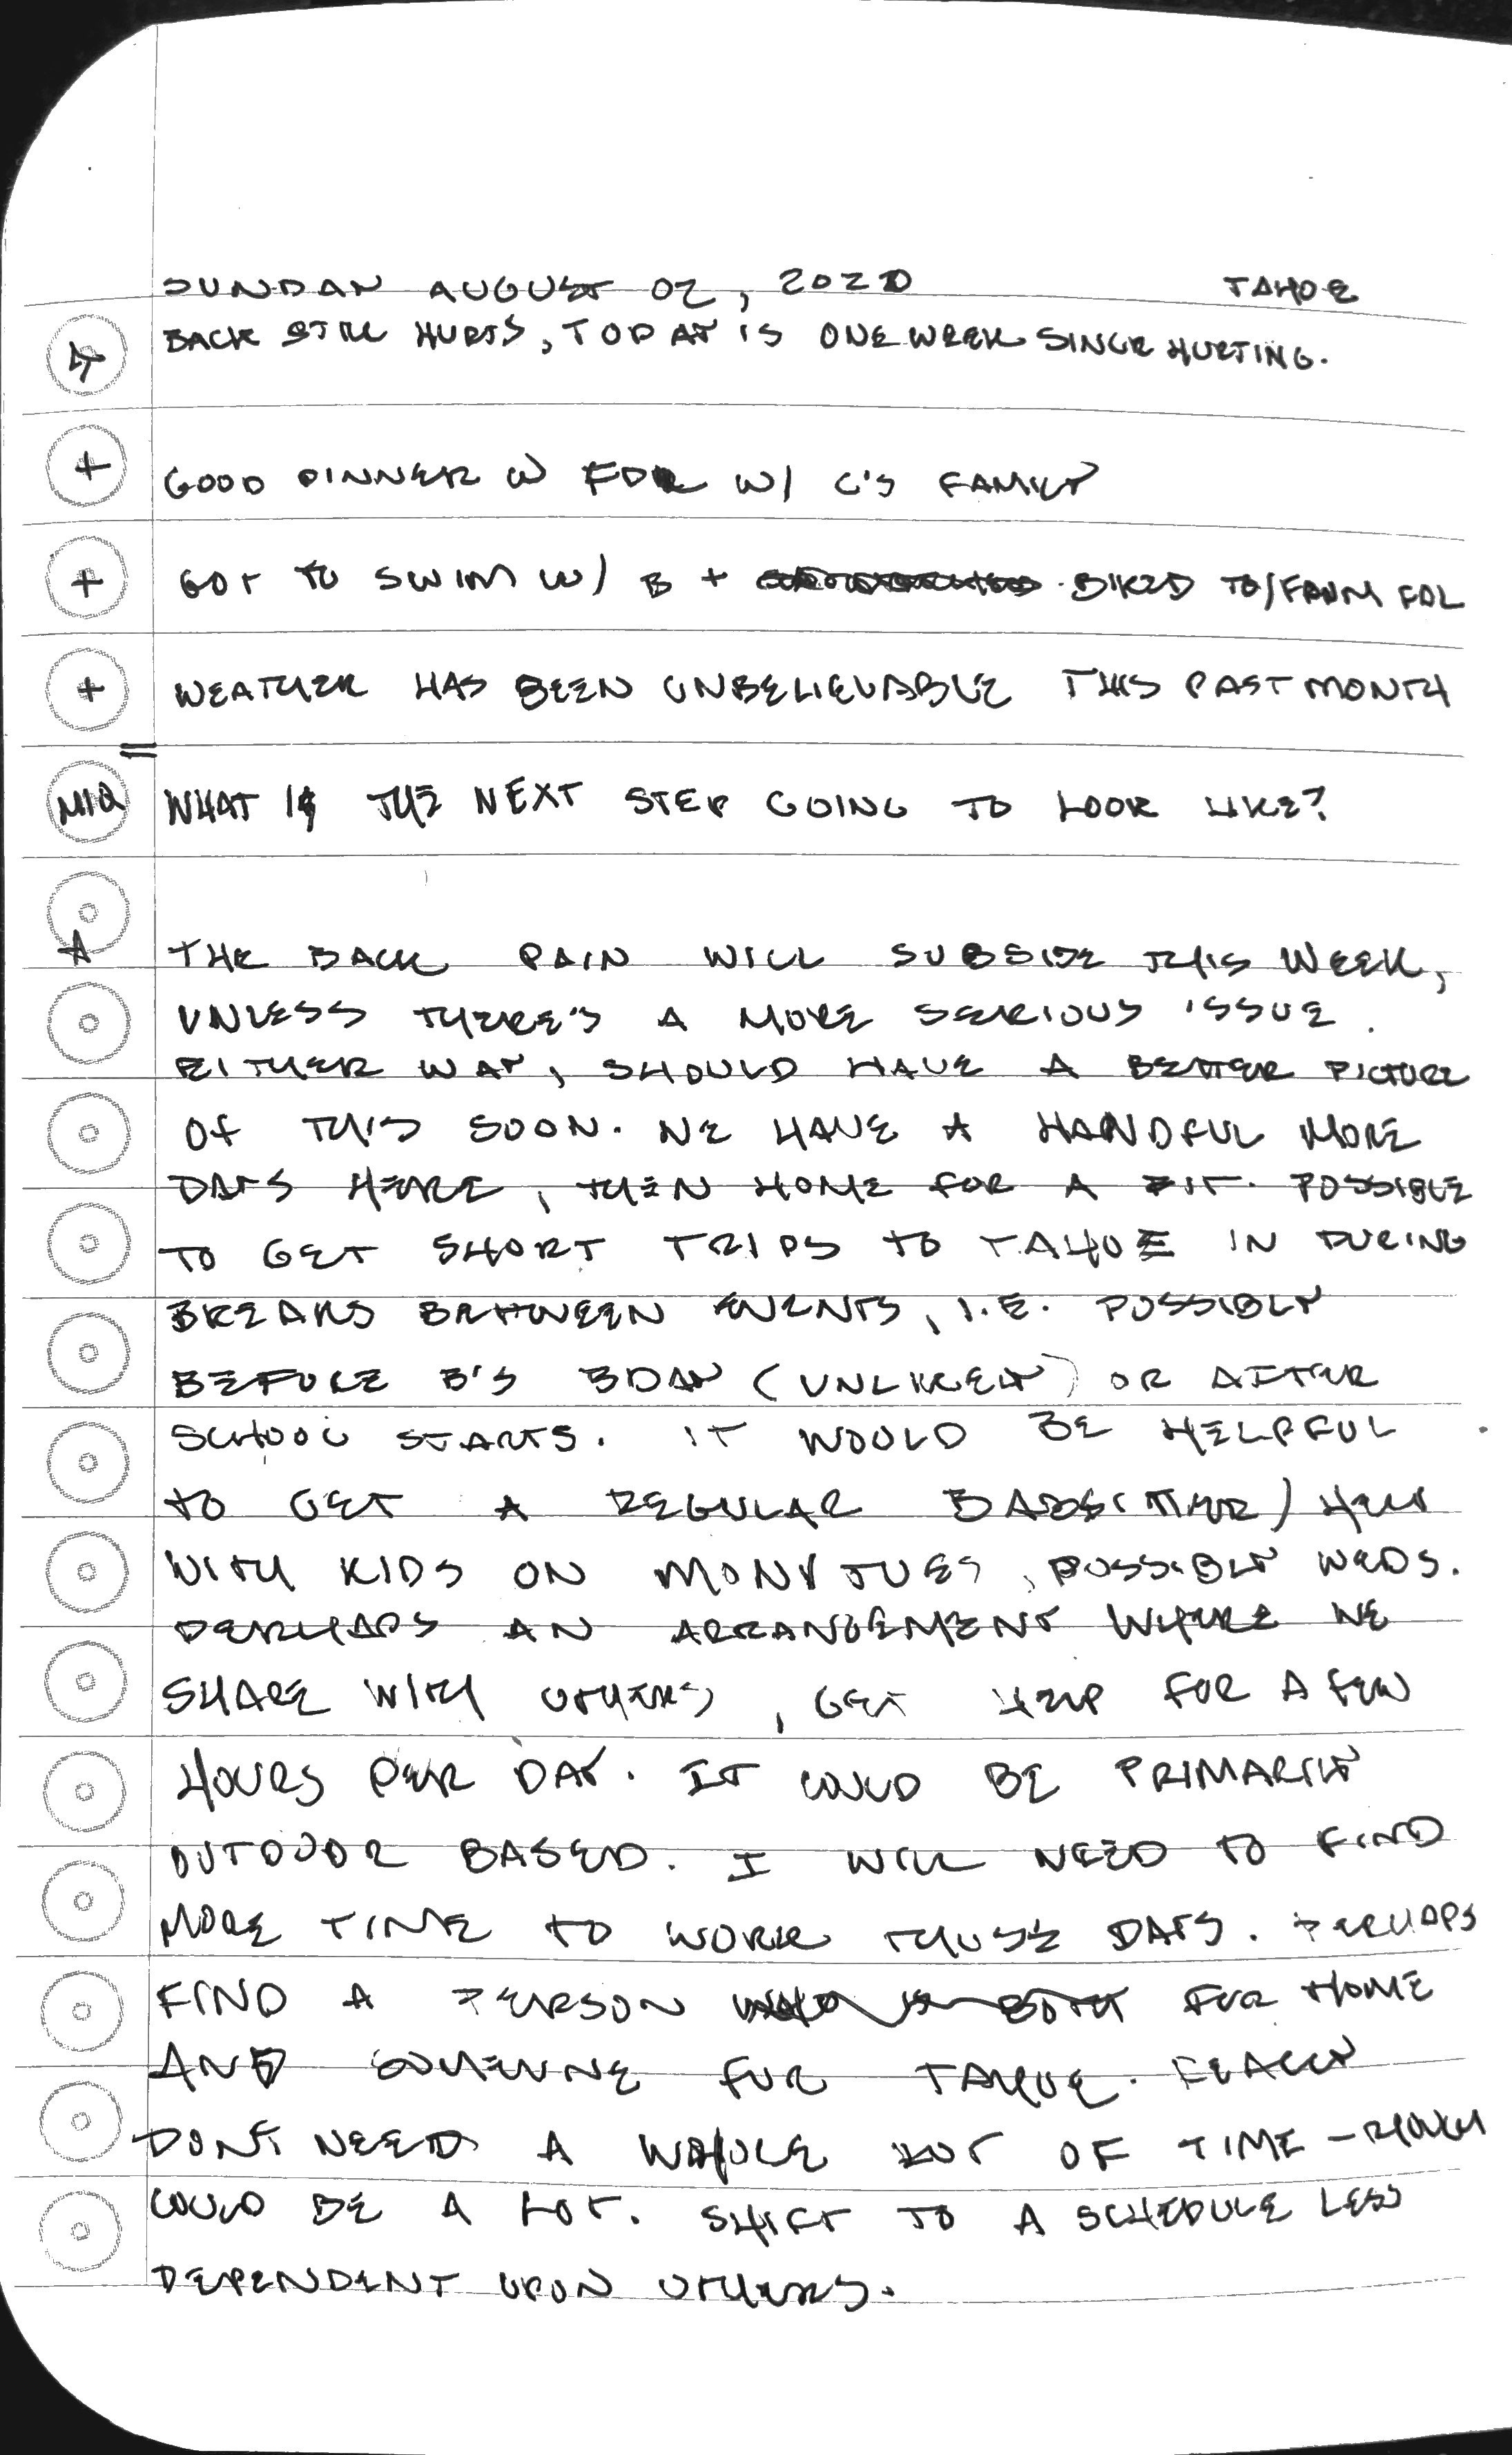 SUNDAY AUGUST 02, 2020 TAHOE
BACK STILL HURTS, TODAY IS ONE WEEK SINCE HURTING.
+ GOOD DINNER W FDL W/ C'S FAMILY
+ GOT TO SWIM W/ B + BIKED TO/FROM FDL
+ WEATHER HAS BEEN UNBELIEVABLE THIS PAST MONTH
MIQ WHAT IS THE NEXT STEP GOING TO LOOK LIKE?
A THE BACK PAIN WILL SUBSIDE THIS WEEK,
UNLESS THERE'S A MORE SERIOUS ISSUE.
EITHER WAY, SHOULD HAVE A BETTER PICTURE
OF THIS SOON. WE HAVE A HANDFUL MORE
DAYS HERE, THEN HOME FOR A BIT. POSSIBLE
TO GET SHORT TRIPS TO TAHOE IN DURING
BREAKS BETWEEN EVENTS, I.E. POSSIBLY
BEFORE B'S BDAY (UNLIKELY) OR AFTER
SCHOOL STARTS. IT WOULD BE HELPFUL
TO GET A REGULAR BABYSITTER/HELP
WITH KIDS ON MON & TUES, POSSIBLY WEDS.
PERHAPS AN ARRANGEMENT WHERE WE
SHARE WITH OTHERS, GET HELP FOR A FEW
HOURS PER DAY. IT COULD BE PRIMARILY
OUTDOOR BASED. I WILL NEED TO FIND
MORE TIME TO WORK THOSE DAYS. PERHAPS
FIND A PERSON FOR HOME
AND SOMEONE FOR TAHOE. REALLY
DON'T NEED A WHOLE LOT OF TIME –
COULD BE A LOT. SHIFT TO A SCHEDULE LESS
DEPENDENT UPON OTHERS.